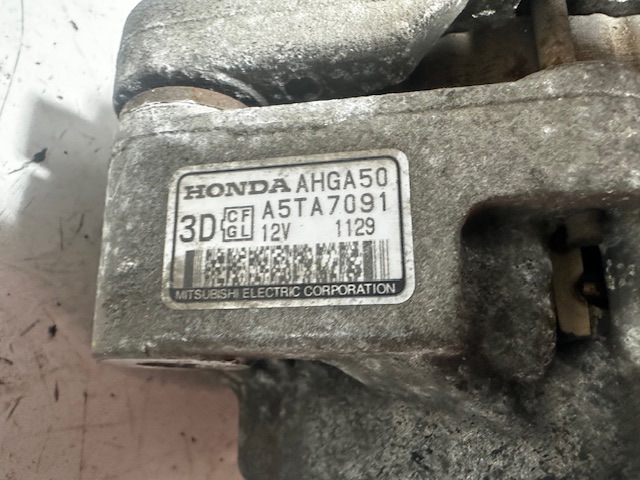 HONDA AHGA50
3D CF GL A5TA7091
12V 1129
MITSUBISHI ELECTRIC CORPORATION